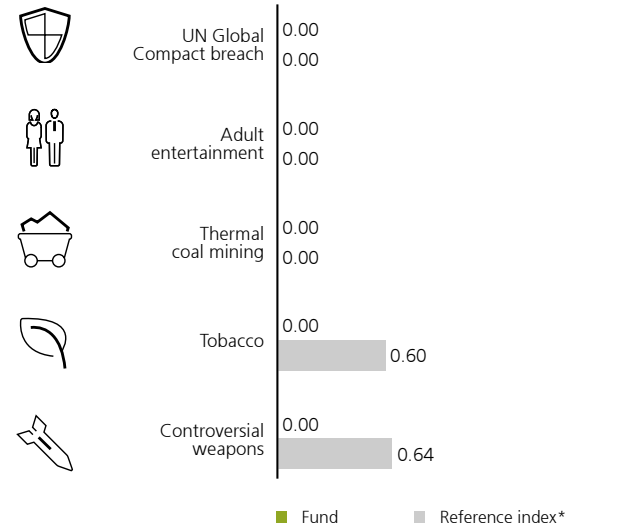 UN Global
Compact breach
0.00
0.00
Adult
entertainment
0.00
0.00
Thermal
coal mining
0.00
0.00
Tobacco
0.00
0.60
Controversial
weapons
0.00
0.64
Fund
Reference index*